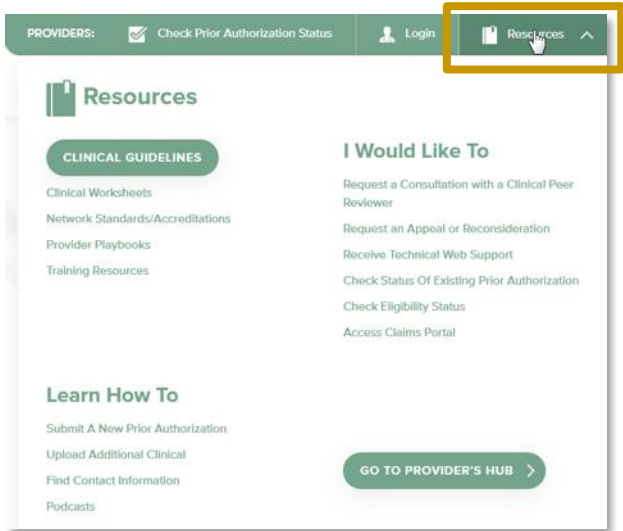 PROVIDERS: Check Prior Authorization Status Login Resources
Resources
CLINICAL GUIDELINES
Clinical Worksheets
Network Standards/Accreditations
Provider Playbooks
Training Resources
I Would Like To
Request a Consultation with a Clinical Peer
Reviewer
Request an Appeal or Reconsideration
Receive Technical Web Support
Check Status Of Existing Prior Authorization
Check Eligibility Status
Access Claims Portal
Learn How To
Submit A New Prior Authorization
Upload Additional Clinical
Find Contact Information
Podcasts
GO TO PROVIDER'S HUB